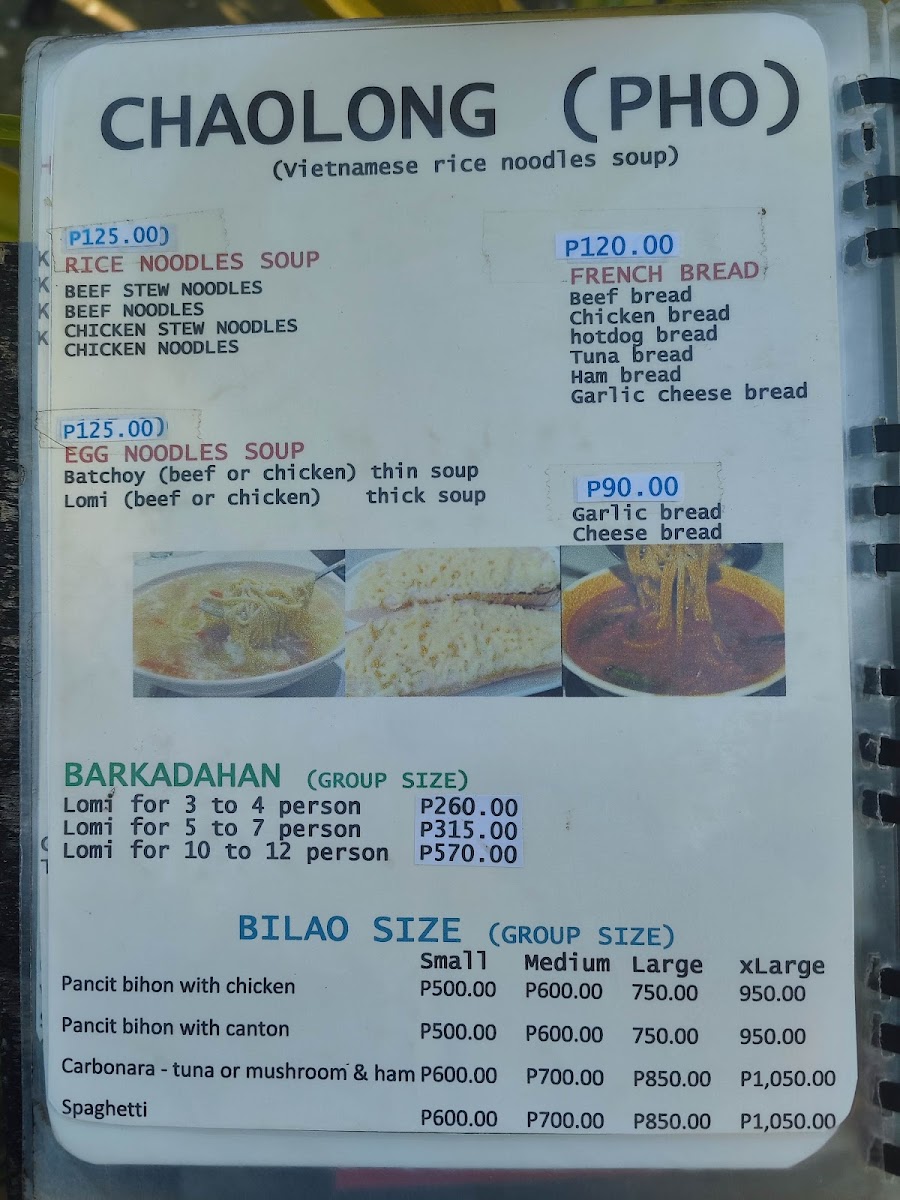 CHAOLONG (PHO)
(Vietnamese rice noodles soup)
P125.00)
RICE NOODLES SOUP
BEEF STEW NOODLES
BEEF NOODLES
CHICKEN STEW NOODLES
CHICKEN NOODLES
P125.00)
EGG NOODLES SOUP
Batchoy (beef or chicken) thin soup
Lomi (beef or chicken) thick soup
P120.00
FRENCH BREAD
Beef bread
Chicken bread
hotdog bread
Tuna bread
Ham bread
Garlic cheese bread
P90.00
Garlic bread
Cheese bread
BARKADAHAN (GROUP SIZE)
Lomi for 3 to 4 person P260.00
Lomi for 5 to 7 person P315.00
Lomi for 10 to 12 person P570.00
BILAO SIZE (GROUP SIZE)
Small Medium Large xLarge
Pancit bihon with chicken P500.00 P600.00 750.00 950.00
Pancit bihon with canton P500.00 P600.00 750.00 950.00
Carbonara - tuna or mushroom & ham P600.00 P700.00 P850.00 P1,050.00
Spaghetti P600.00 P700.00 P850.00 P1,050.00